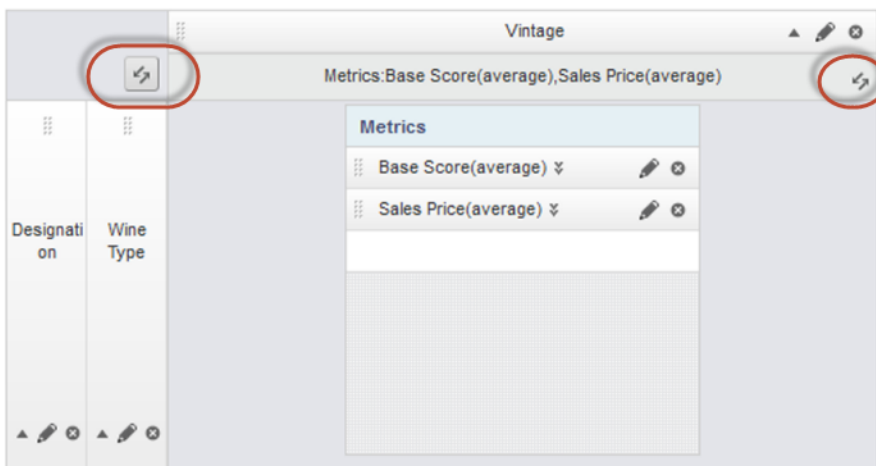 Vintage
Metrics:Base Score(average),Sales Price(average)
Metrics
Base Score(average)
Sales Price(average)
Designati
on
Wine
Type